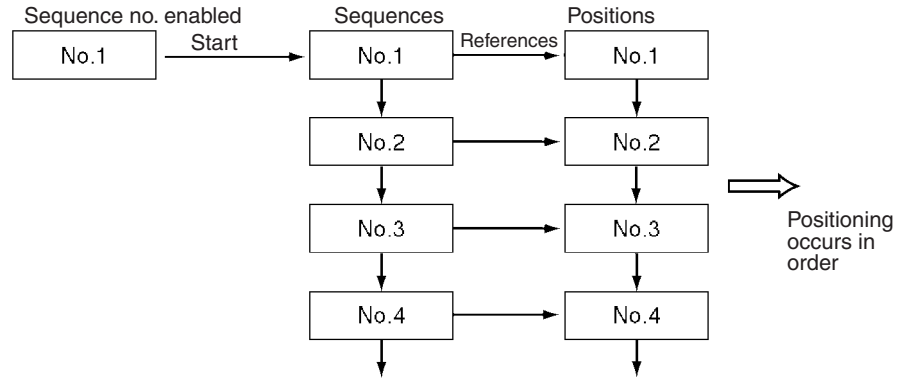 Sequence no. enabled
Sequences
Positions
No.1
Start
No.1
References
No.1
No.2
No.2
No.3
No.3
No.4
No.4
Positioning
occurs in
order